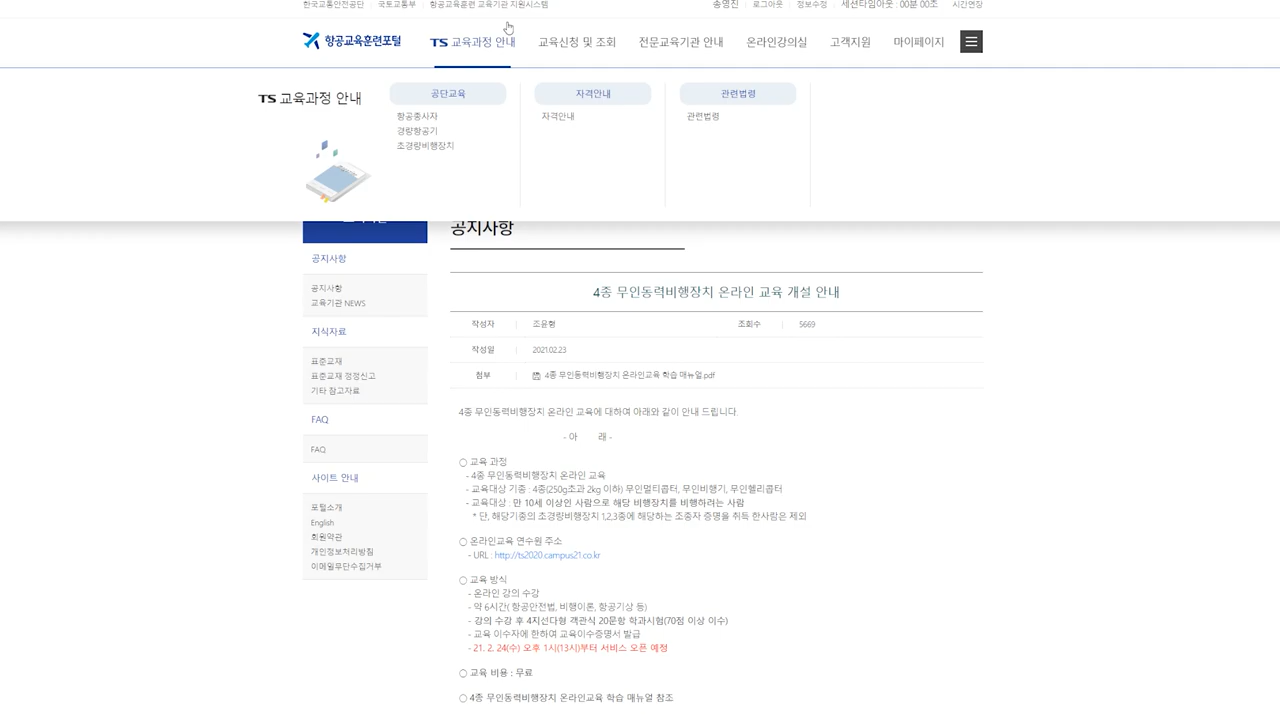 한국교통안전공단 국토교통부 항공교육훈련 교육기관 지원시스템 송영진 로그아웃 정보수정 세션타임아웃 : 00분 00초 시간연장
항공교육훈련포털 TS 교육과정 안내 교육신청 및 조회 전문교육기관 안내 온라인강의실 고객지원 마이페이지
TS 교육과정 안내
공단교육
항공종사자
경량항공기
초경량비행장치
자격안내
자격안내
관련법령
관련법령
공지사항
공지사항
교육기관 NEWS
지식자료
표준교재
표준교재 정정신고
기타 참고자료
FAQ
FAQ
사이트 안내
포털소개
English
회원약관
개인정보처리방침
이메일무단수집거부
공지사항
4종 무인동력비행장치 온라인 교육 개설 안내
작성자 조윤형 조회수 5669
작성일 2021.02.23
첨부 4종 무인동력비행장치 온라인교육 학습 매뉴얼.pdf
4종 무인동력비행장치 온라인 교육에 대하여 아래와 같이 안내 드립니다.
- 아 래 -
○ 교육 과정
- 4종 무인동력비행장치 온라인 교육
- 교육대상 기종 : 4종(250g초과 2kg 이하) 무인멀티콥터, 무인비행기, 무인헬리콥터
- 교육대상 : 만 10세 이상인 사람으로 해당 비행장치를 비행하려는 사람
* 단, 해당기종의 초경량비행장치 1,2,3종에 해당하는 조종자 증명을 취득 한사람은 제외
○ 온라인교육 연수원 주소
- URL : http://ts2020.campus21.co.kr
○ 교육 방식
- 온라인 강의 수강
- 약 6시간( 항공안전법, 비행이론, 항공기상 등)
- 강의 수강 후 4지선다형 객관식 20문항 학과시험(70점 이상 이수)
- 교육 이수자에 한하여 교육이수증명서 발급
- 21. 2. 24(수) 오후 1시(13시)부터 서비스 오픈 예정
○ 교육 비용 : 무료
○ 4종 무인동력비행장치 온라인교육 학습 매뉴얼 참조